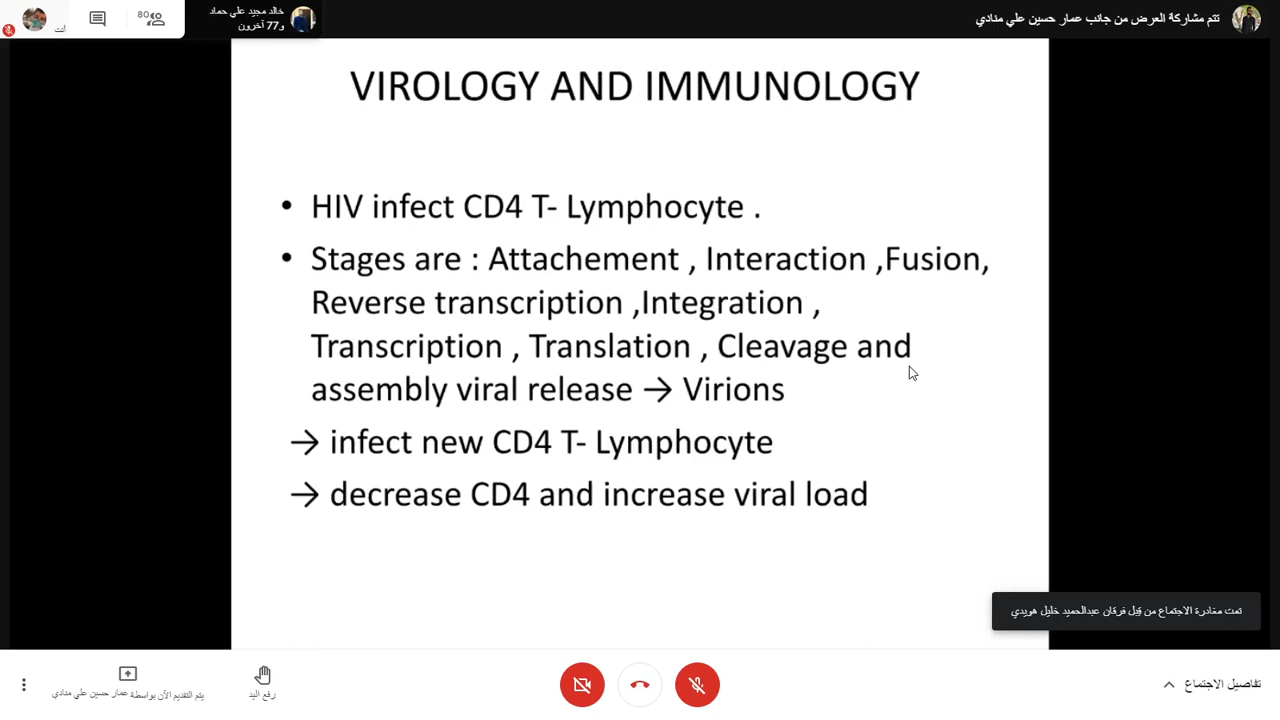 خالد مجيد علي حماد
و77 آخرون
80
أنت
تتم مشاركة العرض من جانب عمار حسين علي منادي
VIROLOGY AND IMMUNOLOGY
• HIV infect CD4 T- Lymphocyte .
• Stages are : Attachement , Interaction ,Fusion,
Reverse transcription ,Integration ,
Transcription , Translation , Cleavage and
assembly viral release → Virions
→ infect new CD4 T- Lymphocyte
→ decrease CD4 and increase viral load
تمت مغادرة الاجتماع من قِبل فرقان عبدالحميد خليل هويدي
يتم التقديم الآن بواسطة عمار حسين علي منادي
رفع اليد
تفاصيل الاجتماع